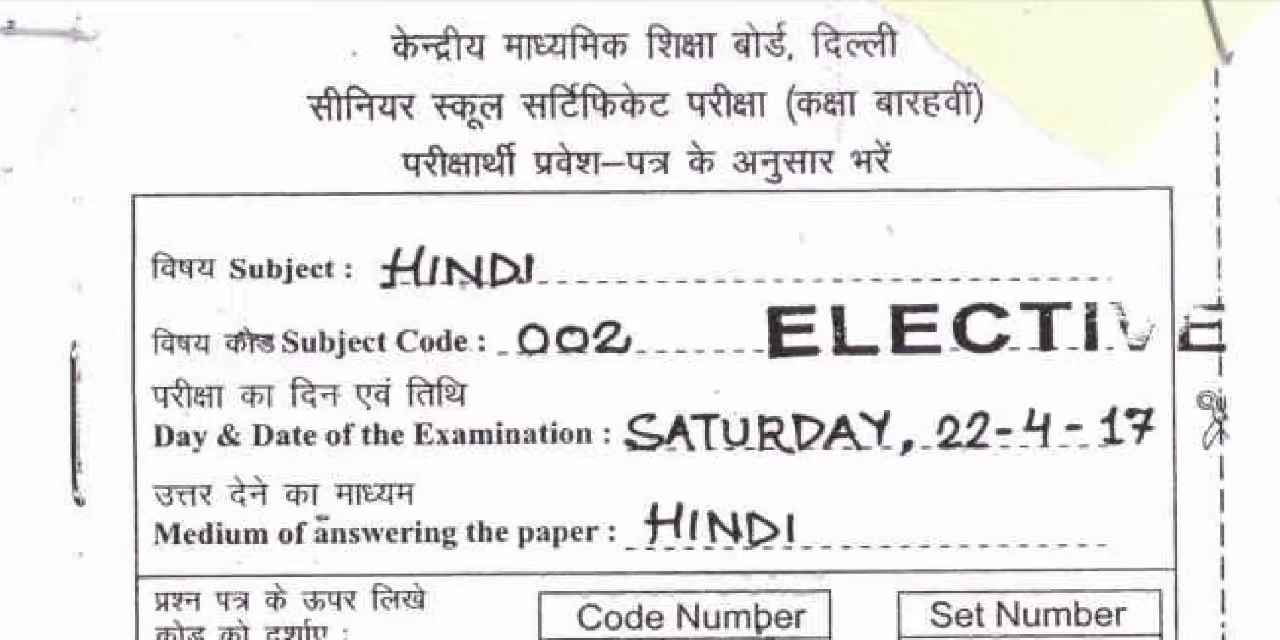 केन्द्रीय माध्यमिक शिक्षा बोर्ड, दिल्ली
सीनियर स्कूल सर्टिफिकेट परीक्षा (कक्षा बारहवीं)
परीक्षार्थी प्रवेश–पत्र के अनुसार भरें
विषय Subject : HINDI
विषय कोड Subject Code : 002 ELECTIVE
परीक्षा का दिन एवं तिथि
Day & Date of the Examination : SATURDAY, 22-4-17
उत्तर देने का माध्यम
Medium of answering the paper : HINDI
प्रश्न पत्र के ऊपर लिखे Code Number Set Number
कोड को दर्शाए :